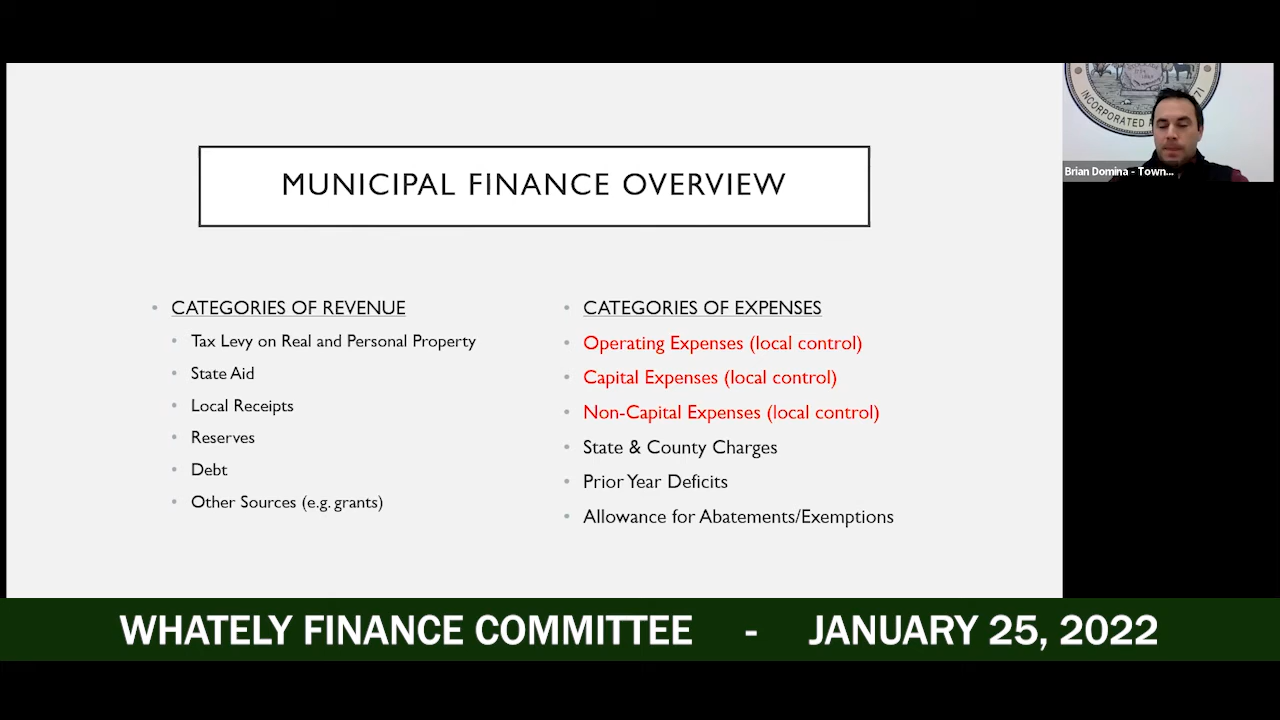 MUNICIPAL FINANCE OVERVIEW
CATEGORIES OF REVENUE
Tax Levy on Real and Personal Property
State Aid
Local Receipts
Reserves
Debt
Other Sources (e.g. grants)
CATEGORIES OF EXPENSES
Operating Expenses (local control)
Capital Expenses (local control)
Non-Capital Expenses (local control)
State & County Charges
Prior Year Deficits
Allowance for Abatements/Exemptions
INCORPORATED
Brian Domina - Town...
WHATELY FINANCE COMMITTEE - JANUARY 25, 2022